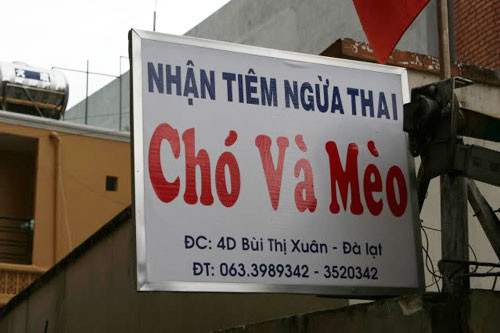 NHẬN TIÊM NGỪA THAI
Chó Và Mèo
ĐC: 4D Bùi Thị Xuân - Đà lạt
ĐT: 063.3989342 - 3520342